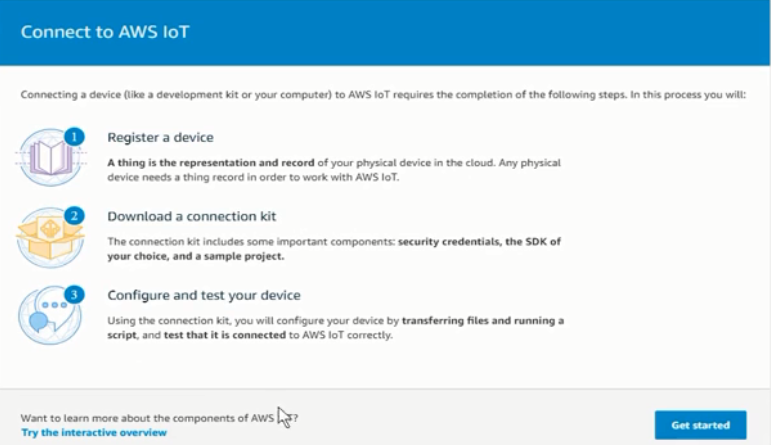 Connect to AWS IoT
Connecting a device (like a development kit or your computer) to AWS IoT requires the completion of the following steps. In this process you will:
1
Register a device
A thing is the representation and record of your physical device in the cloud. Any physical
device needs a thing record in order to work with AWS IoT.
2
Download a connection kit
The connection kit includes some important components: security credentials, the SDK of
your choice, and a sample project.
3
Configure and test your device
Using the connection kit, you will configure your device by transferring files and running a
script, and test that it is connected to AWS IoT correctly.
Want to learn more about the components of AWS ?
Try the interactive overview
Get started